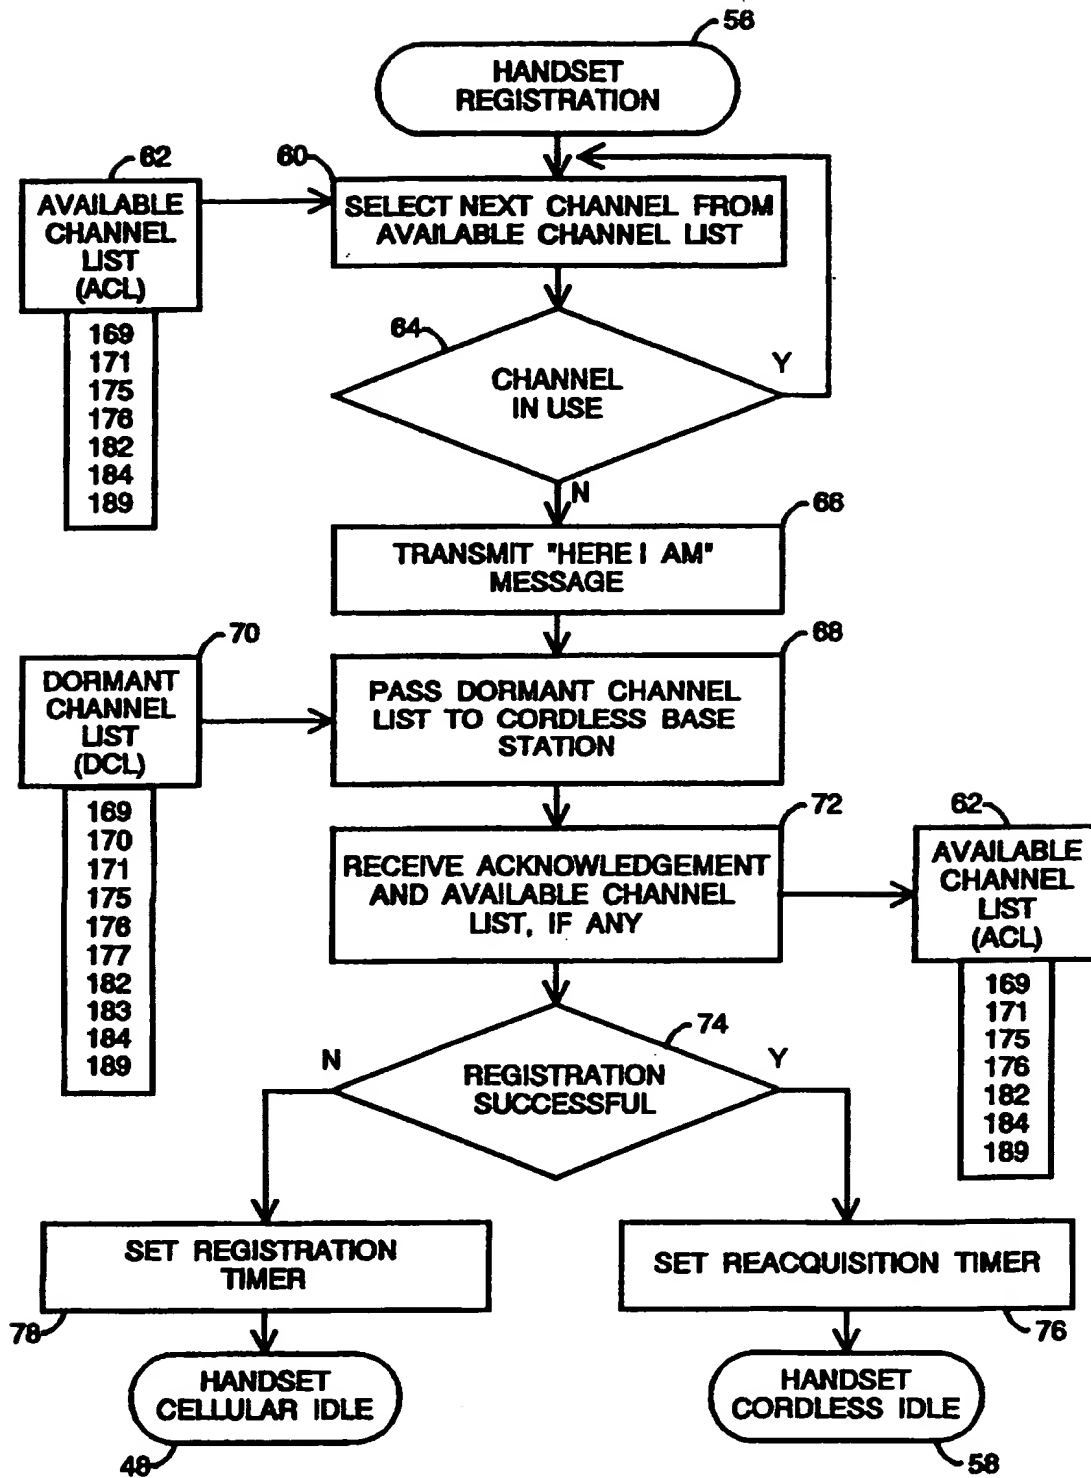 56
HANDSET
REGISTRATION
62
60
AVAILABLE
CHANNEL
LIST
(ACL)
SELECT NEXT CHANNEL FROM
AVAILABLE CHANNEL LIST
169
171
175
176
182
184
189
64
CHANNEL
IN USE
Y
N
66
TRANSMIT "HERE I AM"
MESSAGE
70
68
DORMANT
CHANNEL
LIST
(DCL)
PASS DORMANT CHANNEL
LIST TO CORDLESS BASE
STATION
169
170
171
175
176
177
182
183
184
189
72
62
RECEIVE ACKNOWLEDGEMENT
AND AVAILABLE CHANNEL
LIST, IF ANY
AVAILABLE
CHANNEL
LIST
(ACL)
169
171
175
176
182
184
189
74
N
Y
REGISTRATION
SUCCESSFUL
SET REGISTRATION
TIMER
SET REACQUISITION TIMER
78
76
HANDSET
CELLULAR IDLE
HANDSET
CORDLESS IDLE
48
58